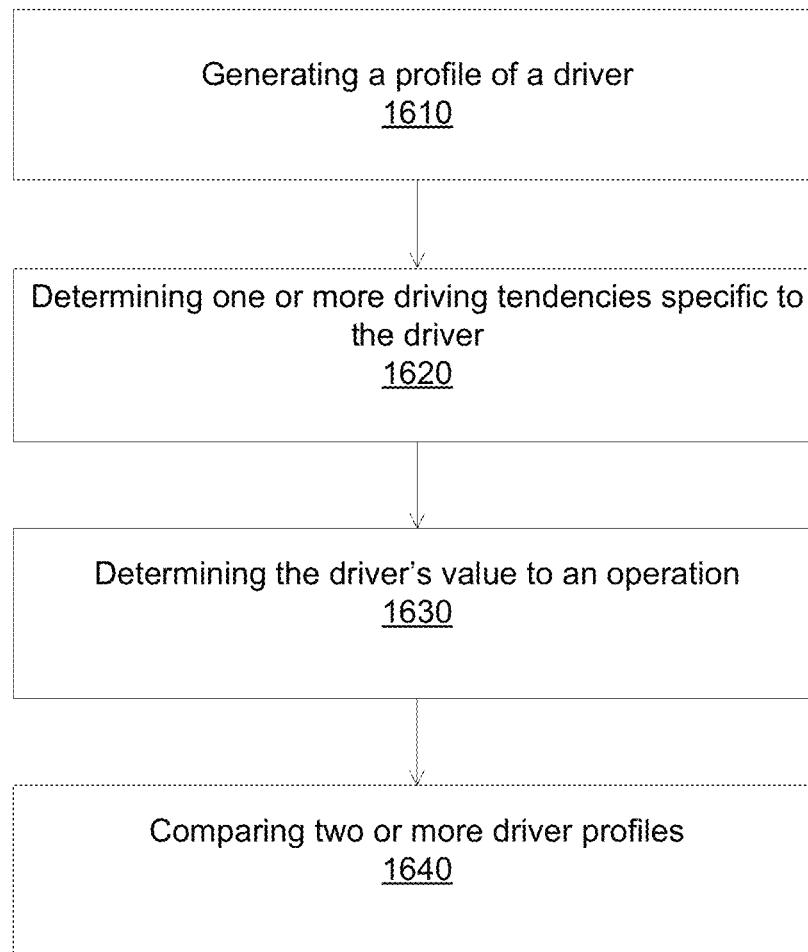 Generating a profile of a driver
1610
Determining one or more driving tendencies specific to
the driver
1620
Determining the driver's value to an operation
1630
Comparing two or more driver profiles
1640